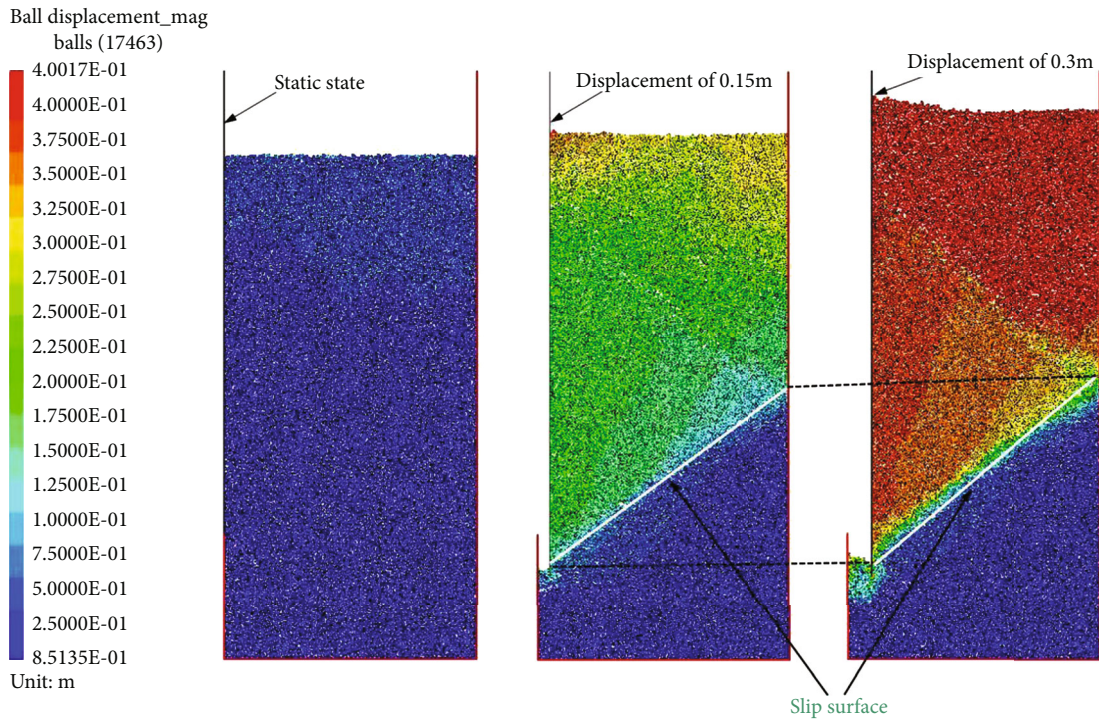 Ball displacement_mag
balls (17463)
4.0017E-01
4.0000E-01
3.7500E-01
3.5000E-01
3.2500E-01
3.0000E-01
2.7500E-01
2.5000E-01
2.2500E-01
2.0000E-01
1.7500E-01
1.5000E-01
1.2500E-01
1.0000E-01
7.5000E-01
5.0000E-01
2.5000E-01
8.5135E-01
Unit: m
Static state
Displacement of 0.15m
Displacement of 0.3m
Slip surface